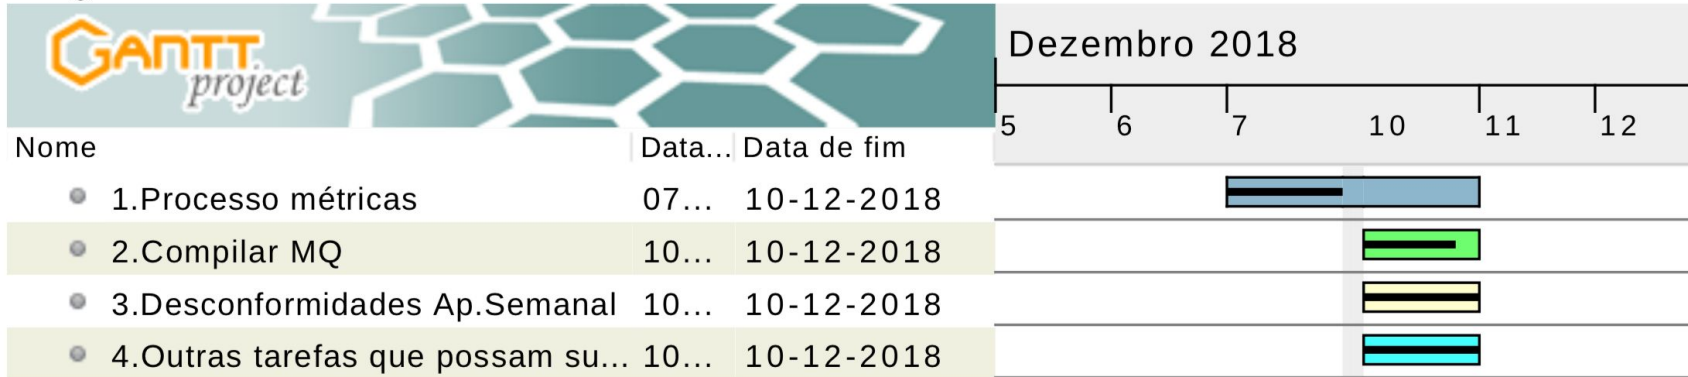 GANTT
project
Dezembro 2018
5 6 7 10 11 12
Nome Data... Data de fim
1.Processo métricas 07... 10-12-2018
2.Compilar MQ 10... 10-12-2018
3.Desconformidades Ap.Semanal 10... 10-12-2018
4.Outras tarefas que possam su... 10... 10-12-2018